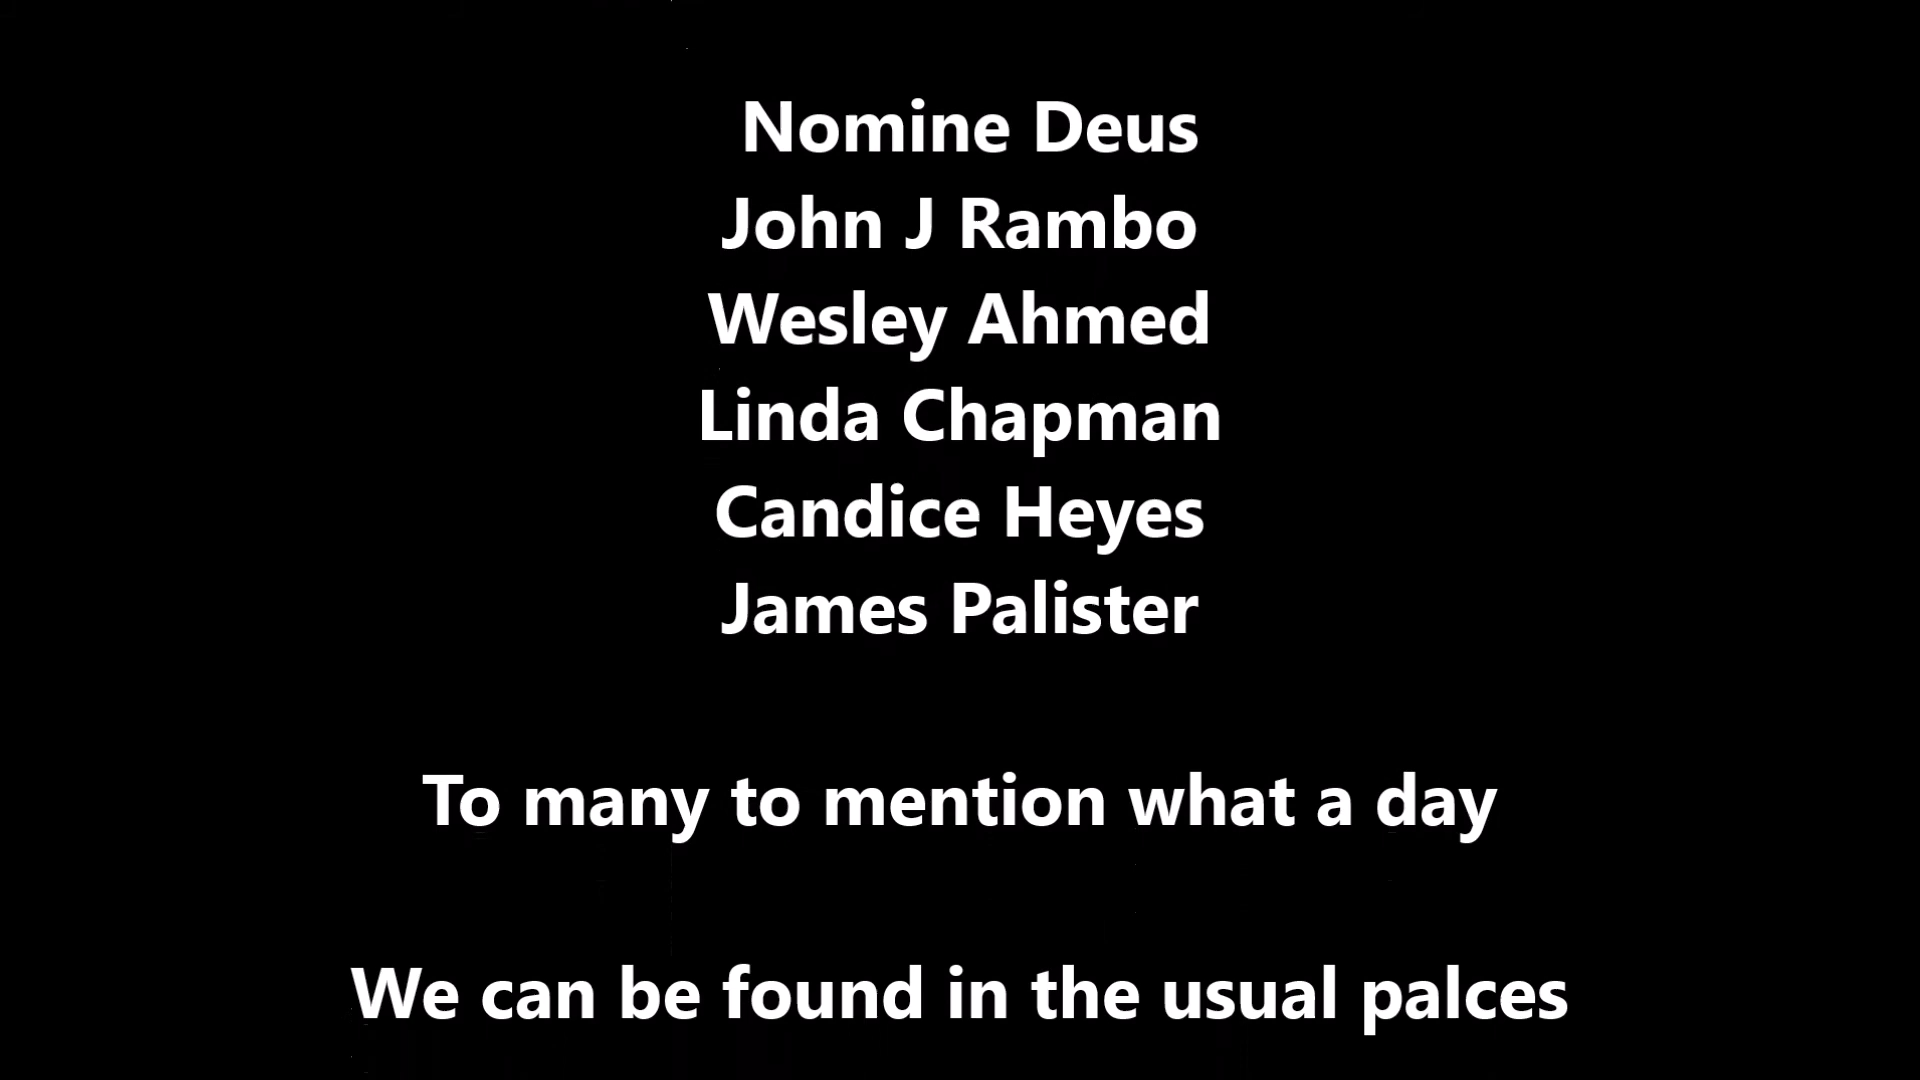 Nomine Deus
John J Rambo
Wesley Ahmed
Linda Chapman
Candice Heyes
James Palister
To many to mention what a day
We can be found in the usual palces